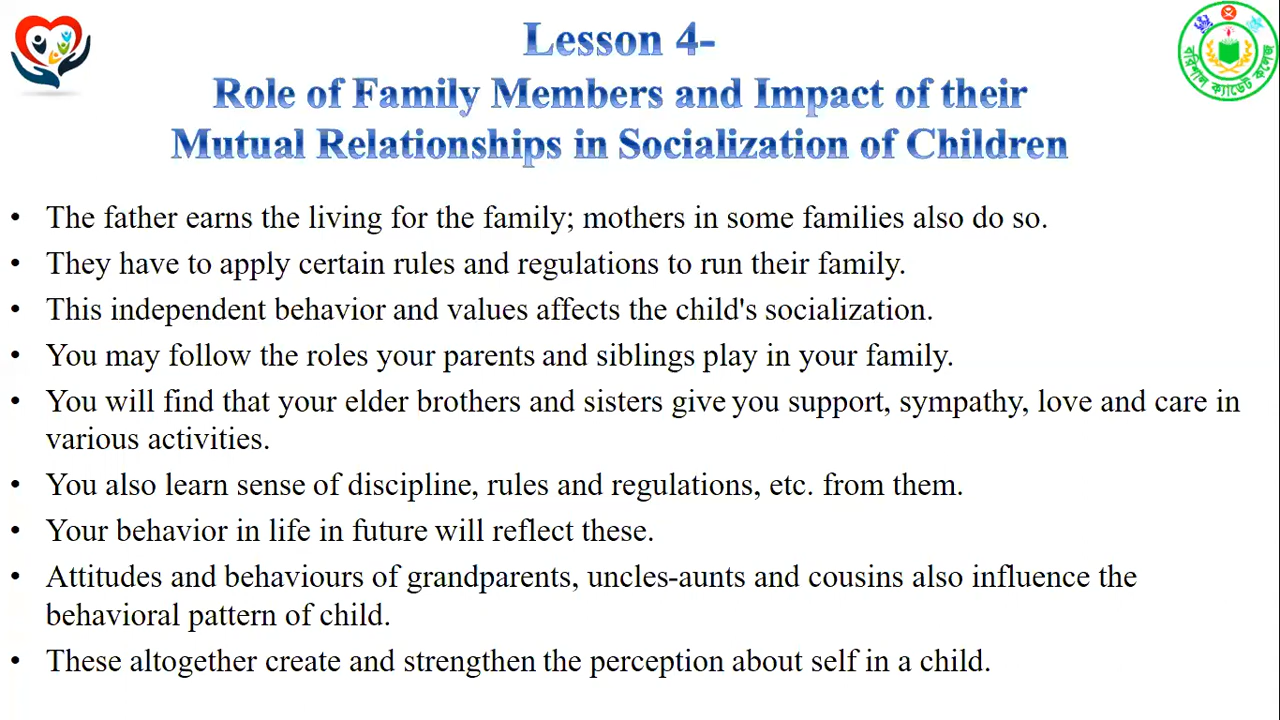 Lesson 4-
Role of Family Members and Impact of their
Mutual Relationships in Socialization of Children
বরিশাল ক্যাডেট কলেজ
• The father earns the living for the family; mothers in some families also do so.
• They have to apply certain rules and regulations to run their family.
• This independent behavior and values affects the child's socialization.
• You may follow the roles your parents and siblings play in your family.
• You will find that your elder brothers and sisters give you support, sympathy, love and care in
various activities.
• You also learn sense of discipline, rules and regulations, etc. from them.
• Your behavior in life in future will reflect these.
• Attitudes and behaviours of grandparents, uncles-aunts and cousins also influence the
behavioral pattern of child.
• These altogether create and strengthen the perception about self in a child.